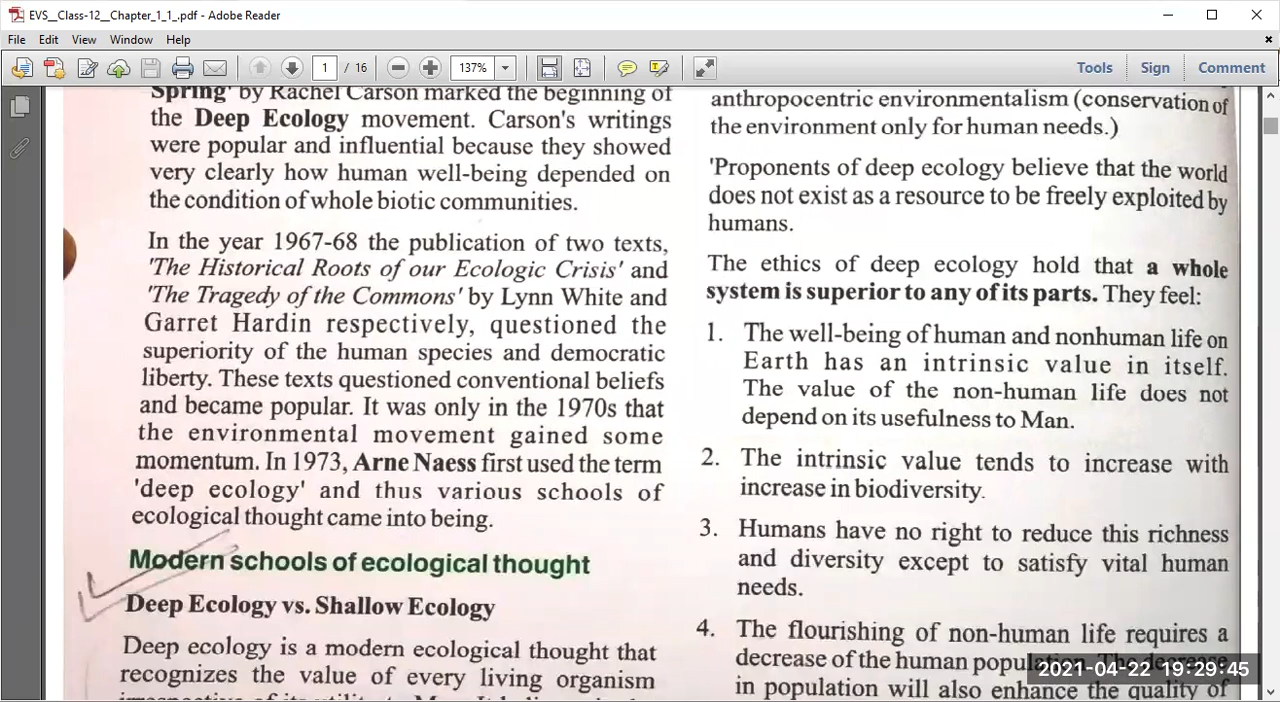 EVS__Class-12__Chapter_1_1_.pdf - Adobe Reader
File Edit View Window Help
1 / 16 137% Tools Sign Comment
Spring' by Rachel Carson marked the beginning of
the Deep Ecology movement. Carson's writings
were popular and influential because they showed
very clearly how human well-being depended on
the condition of whole biotic communities.
In the year 1967-68 the publication of two texts,
'The Historical Roots of our Ecologic Crisis' and
'The Tragedy of the Commons' by Lynn White and
Garret Hardin respectively, questioned the
superiority of the human species and democratic
liberty. These texts questioned conventional beliefs
and became popular. It was only in the 1970s that
the environmental movement gained some
momentum. In 1973, Arne Naess first used the term
'deep ecology' and thus various schools of
ecological thought came into being.
Modern schools of ecological thought
Deep Ecology vs. Shallow Ecology
Deep ecology is a modern ecological thought that
recognizes the value of every living organism
anthropocentric environmentalism (conservation of
the environment only for human needs.)
'Proponents of deep ecology believe that the world
does not exist as a resource to be freely exploited by
humans.
The ethics of deep ecology hold that a whole
system is superior to any of its parts. They feel:
1. The well-being of human and nonhuman life on
Earth has an intrinsic value in itself.
The value of the non-human life does not
depend on its usefulness to Man.
2. The intrinsic value tends to increase with
increase in biodiversity.
3. Humans have no right to reduce this richness
and diversity except to satisfy vital human
needs.
4. The flourishing of non-human life requires a
decrease of the human population. The decrease
in population will also enhance the quality of
2021-04-22 19:29:45